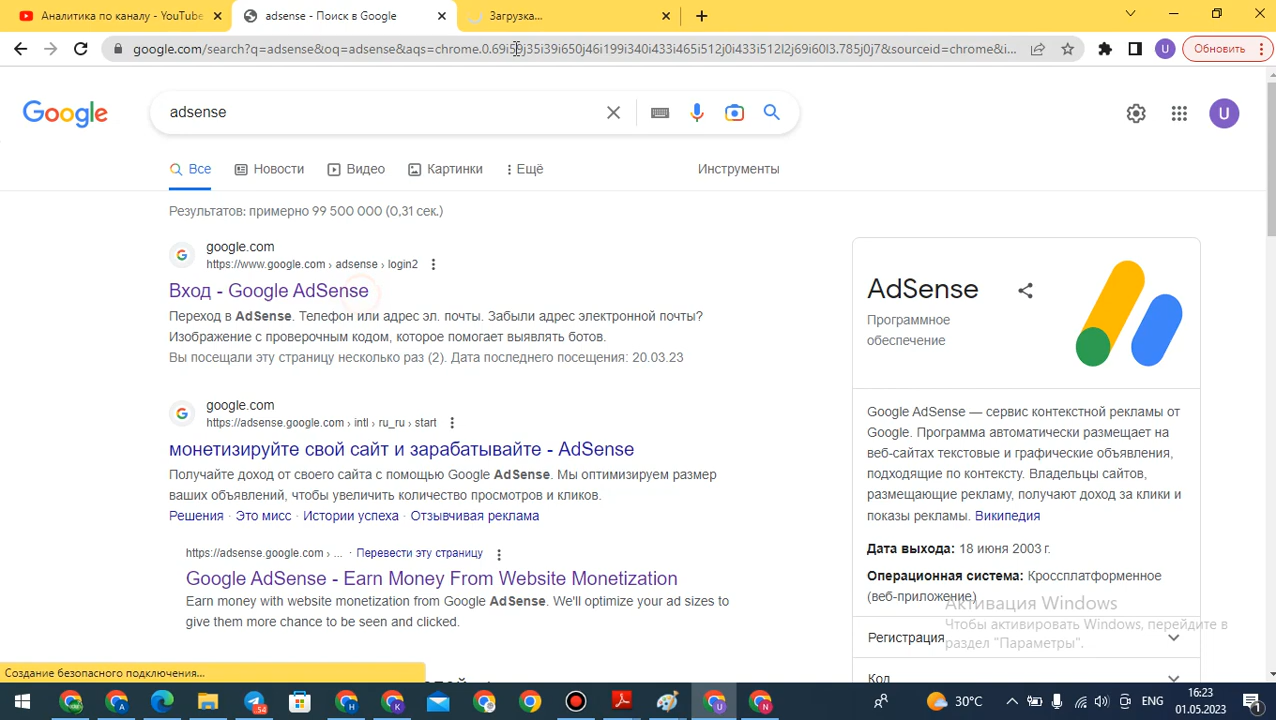 Аналитика по каналу - YouTube
adsense - Поиск в Google
Загрузка...
google.com/search?q=adsense&oq=adsense&aqs=chrome.0.69i59j35i39i650j46i199i340i433i465i512j0i433i512l2j69i60l3.785j0j7&sourceid=chrome&i...
U
Обновить
Google
adsense
U
Все
Новости
Видео
Картинки
Ещё
Инструменты
Результатов: примерно 99 500 000 (0,31 сек.)
google.com
https://www.google.com › adsense › login2
Вход - Google AdSense
Переход в AdSense. Телефон или адрес эл. почты. Забыли адрес электронной почты?
Изображение с проверочным кодом, которое помогает выявлять ботов.
Вы посещали эту страницу несколько раз (2). Дата последнего посещения: 20.03.23
google.com
https://adsense.google.com › intl › ru_ru › start
монетизируйте свой сайт и зарабатывайте - AdSense
Получайте доход от своего сайта с помощью Google AdSense. Мы оптимизируем размер
ваших объявлений, чтобы увеличить количество просмотров и кликов.
Решения · Это мисс · Истории успеха · Отзывчивая реклама
https://adsense.google.com › ... · Перевести эту страницу
Google AdSense - Earn Money From Website Monetization
Earn money with website monetization from Google AdSense. We'll optimize your ad sizes to
give them more chance to be seen and clicked.
AdSense
Программное
обеспечение
Google AdSense — сервис контекстной рекламы от
Google. Программа автоматически размещает на
веб-сайтах текстовые и графические объявления,
подходящие по контексту. Владельцы сайтов,
размещающие рекламу, получают доход за клики и
показы рекламы. Википедия
Дата выхода: 18 июня 2003 г.
Операционная система: Кроссплатформенное
(веб-приложение)
Регистрация
Код
Активация Windows
Чтобы активировать Windows, перейдите в
раздел "Параметры".
Создание безопасного подключения...
30°C
ENG
16:23
01.05.2023